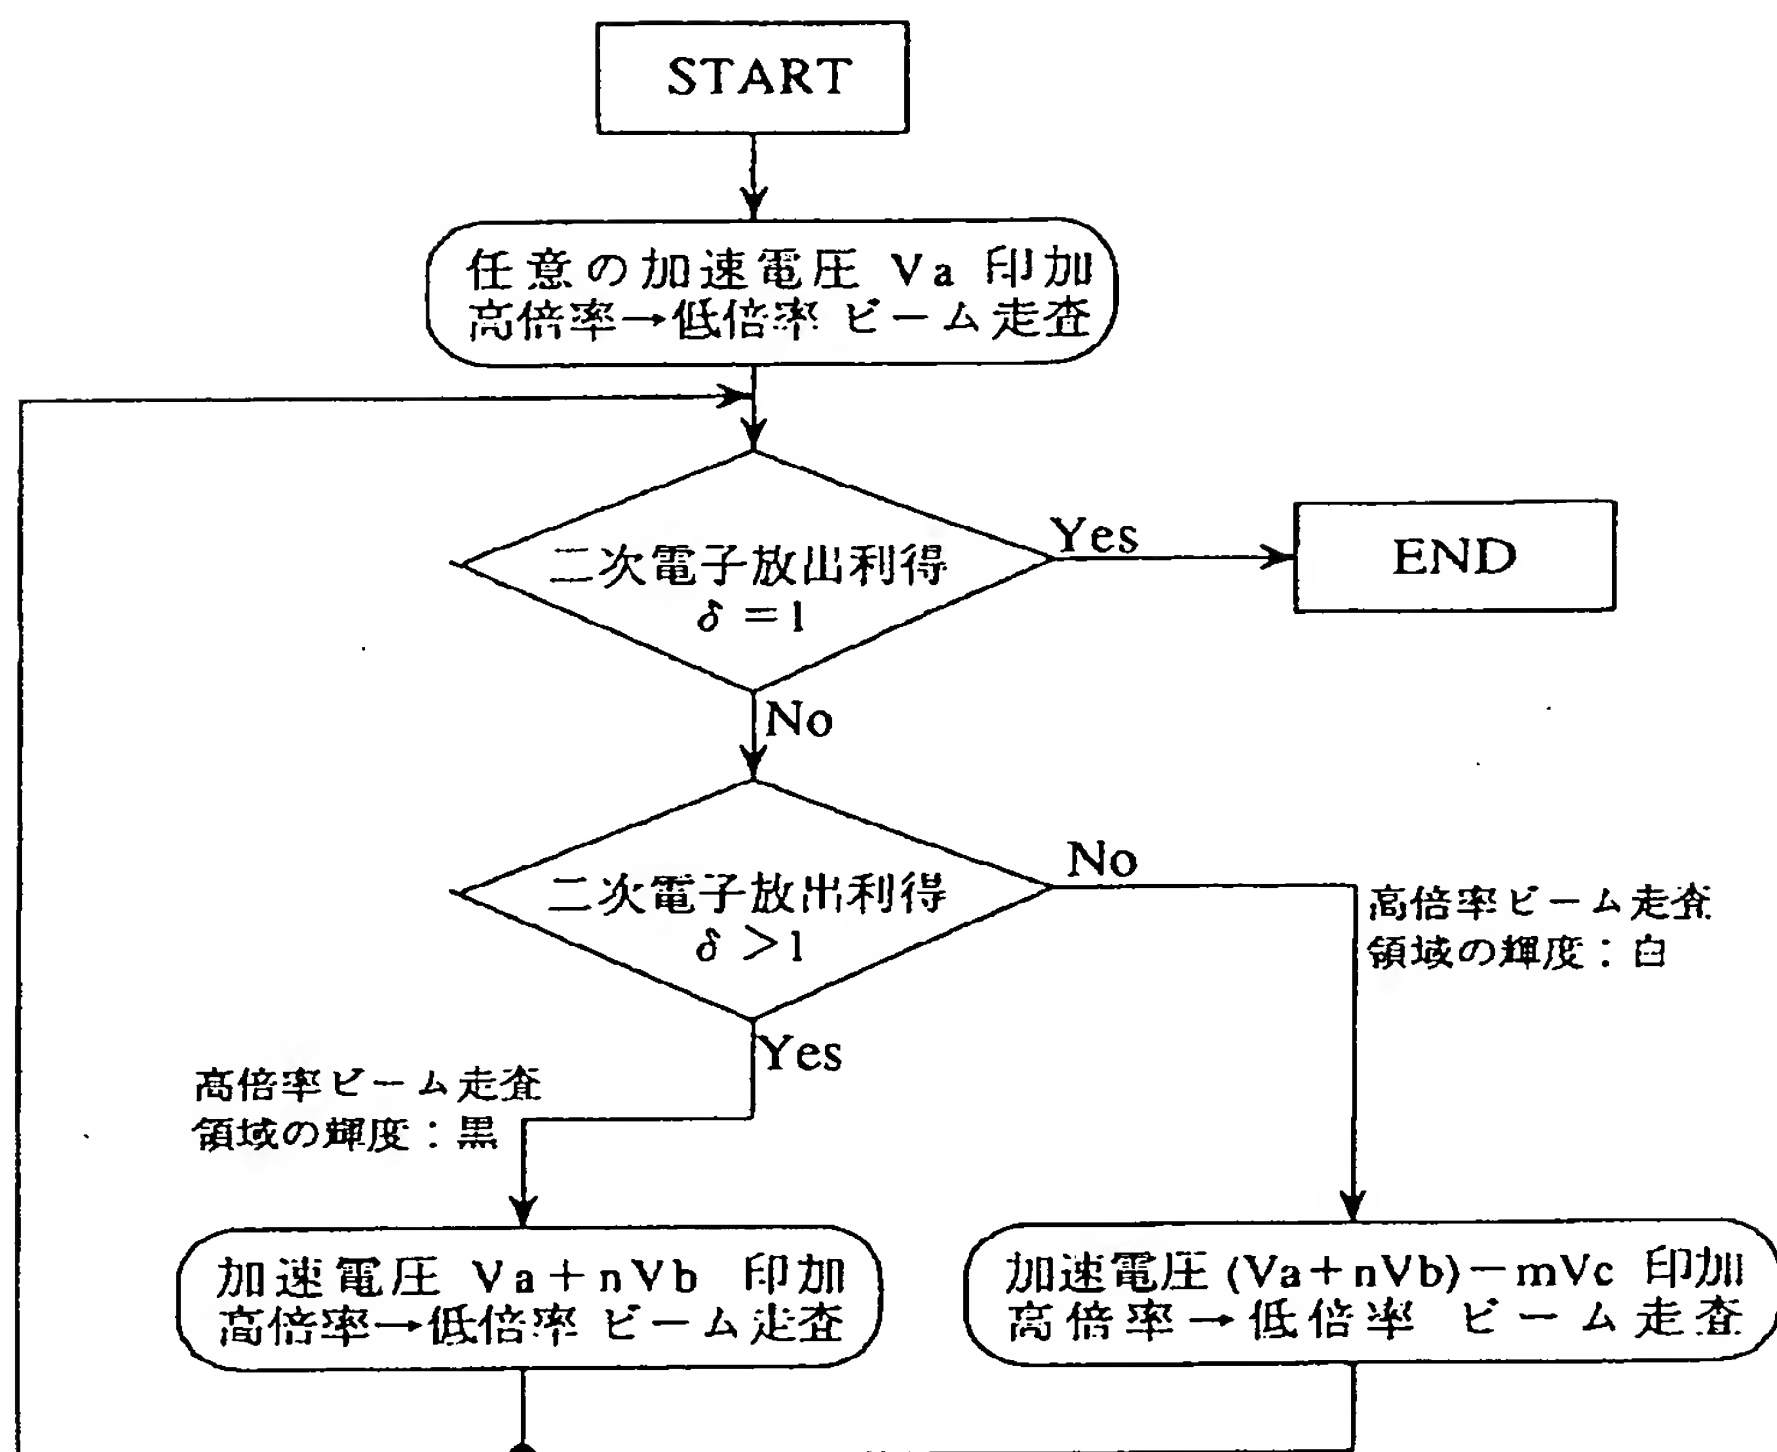 START
任意の加速電圧 Va 印加
高倍率→低倍率 ビーム走査
二次電子放出利得
δ=1
Yes
END
No
二次電子放出利得
δ>1
No
高倍率ビーム走査
領域の輝度：白
Yes
高倍率ビーム走査
領域の輝度：黒
加速電圧 Va+nVb 印加
高倍率→低倍率 ビーム走査
加速電圧 (Va+nVb)-mVc 印加
高倍率→低倍率 ビーム走査